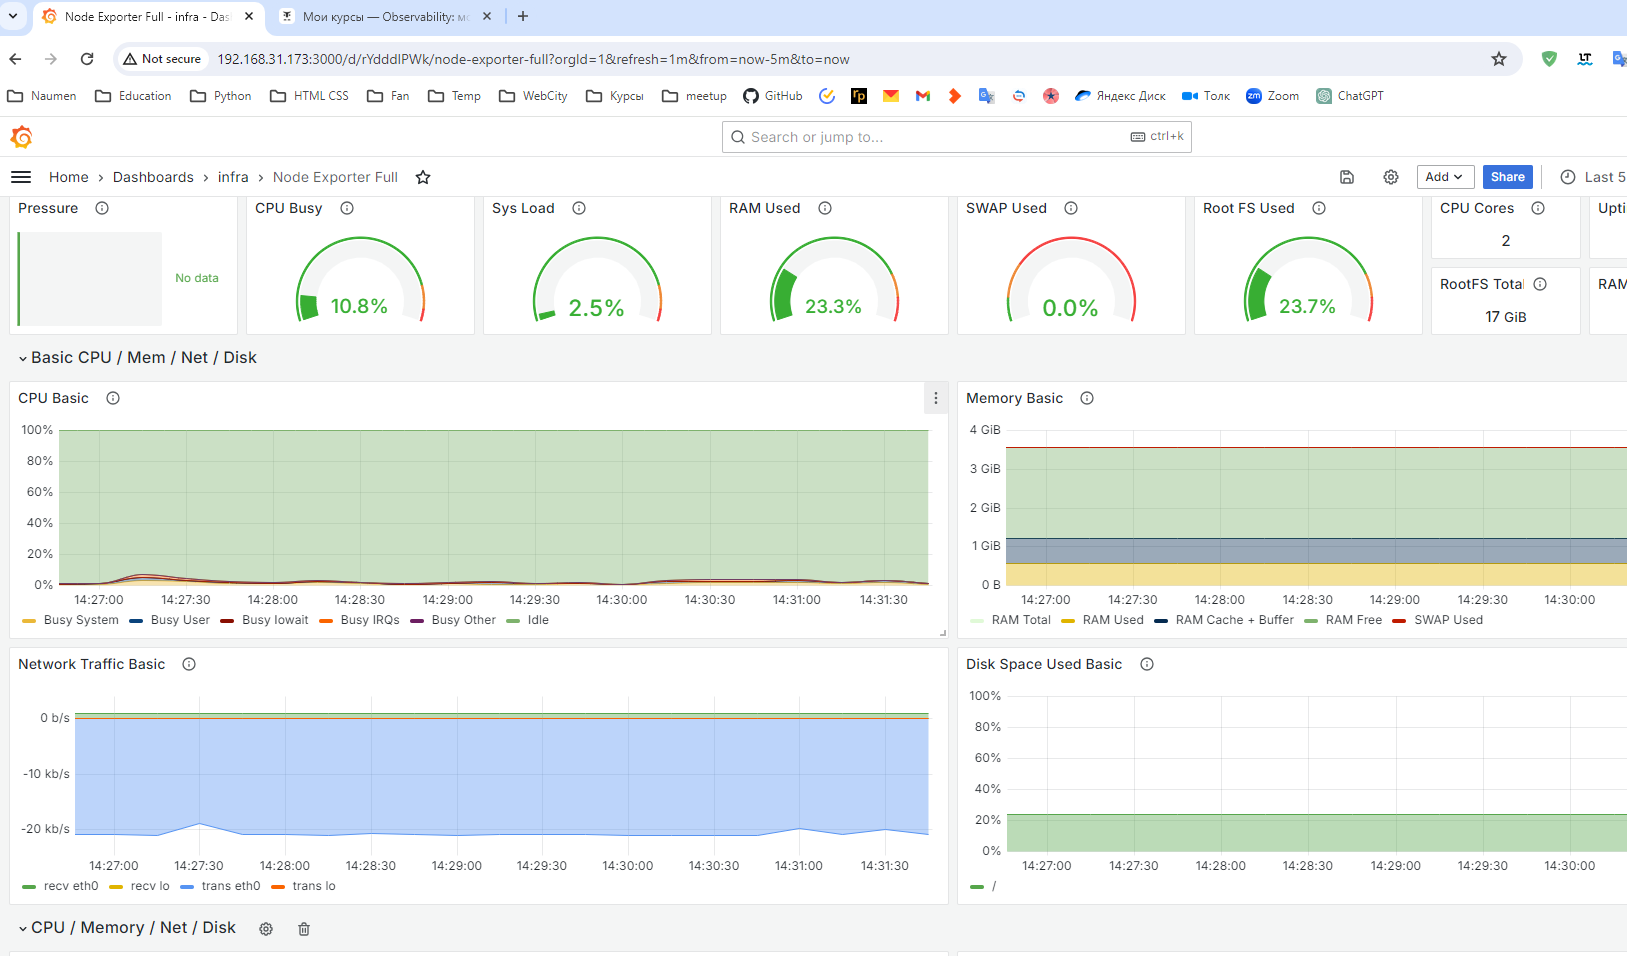 Node Exporter Full - infra - Das
Мои курсы — Observability: мо
Not secure
192.168.31.173:3000/d/rYdddlPWk/node-exporter-full?orgId=1&refresh=1m&from=now-5m&to=now
Naumen Education Python HTML CSS Fan Temp WebCity Курсы meetup GitHub rp Яндекс Диск Толк zm Zoom ChatGPT
Search or jump to... ctrl+k
Home › Dashboards › infra › Node Exporter Full
Add Share Last 5
Pressure CPU Busy Sys Load RAM Used SWAP Used Root FS Used CPU Cores Upti
2
No data 10.8% 2.5% 23.3% 0.0% 23.7%
RootFS Total RAM
17 GiB
Basic CPU / Mem / Net / Disk
CPU Basic
100%
80%
60%
40%
20%
0%
14:27:00 14:27:30 14:28:00 14:28:30 14:29:00 14:29:30 14:30:00 14:30:30 14:31:00 14:31:30
Busy System Busy User Busy Iowait Busy IRQs Busy Other Idle
Memory Basic
4 GiB
3 GiB
2 GiB
1 GiB
0 B
14:27:00 14:27:30 14:28:00 14:28:30 14:29:00 14:29:30 14:30:00
RAM Total RAM Used RAM Cache + Buffer RAM Free SWAP Used
Network Traffic Basic
0 b/s
-10 kb/s
-20 kb/s
14:27:00 14:27:30 14:28:00 14:28:30 14:29:00 14:29:30 14:30:00 14:30:30 14:31:00 14:31:30
recv eth0 recv lo trans eth0 trans lo
Disk Space Used Basic
100%
80%
60%
40%
20%
0%
14:27:00 14:27:30 14:28:00 14:28:30 14:29:00 14:29:30 14:30:00
/
CPU / Memory / Net / Disk